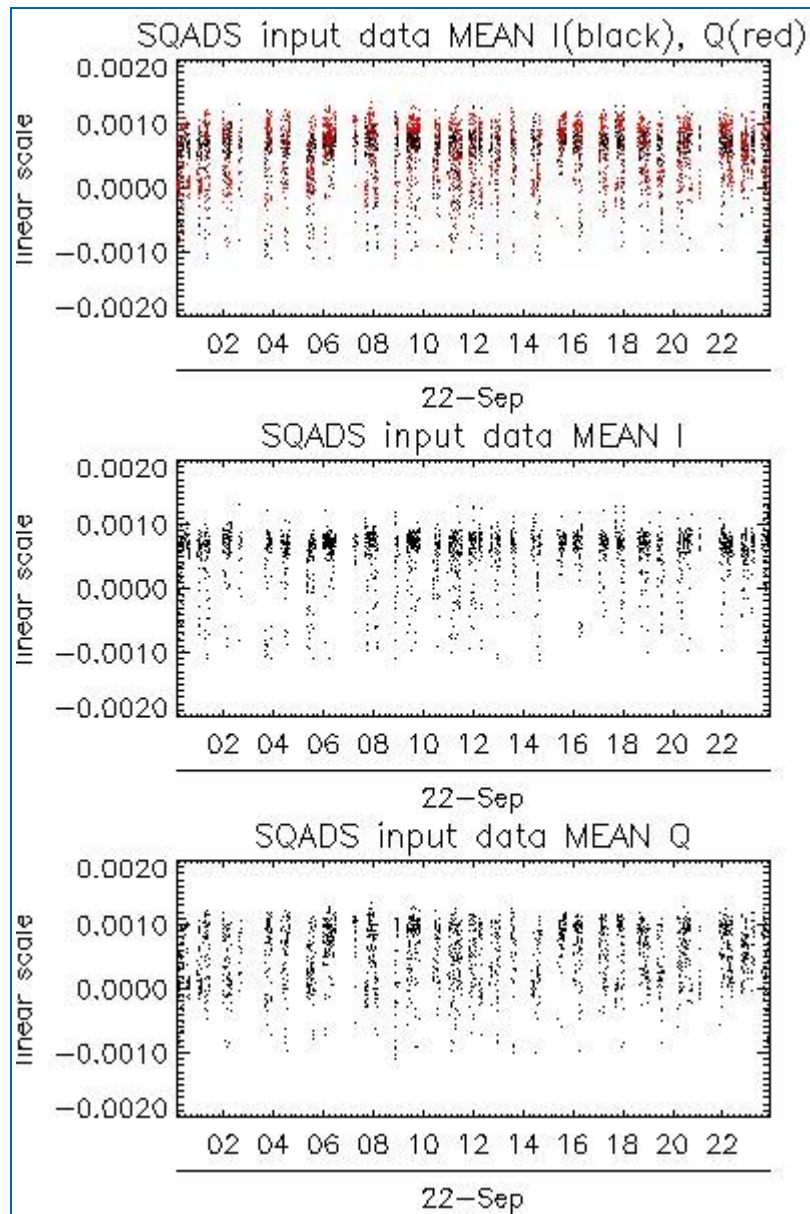 SQADS input data MEAN I(black), Q(red)
0.0020
0.0010
0.0000
−0.0010
−0.0020
linear scale
02 04 06 08 10 12 14 16 18 20 22
22−Sep
SQADS input data MEAN I
0.0020
0.0010
0.0000
−0.0010
−0.0020
linear scale
02 04 06 08 10 12 14 16 18 20 22
22−Sep
SQADS input data MEAN Q
0.0020
0.0010
0.0000
−0.0010
−0.0020
linear scale
02 04 06 08 10 12 14 16 18 20 22
22−Sep